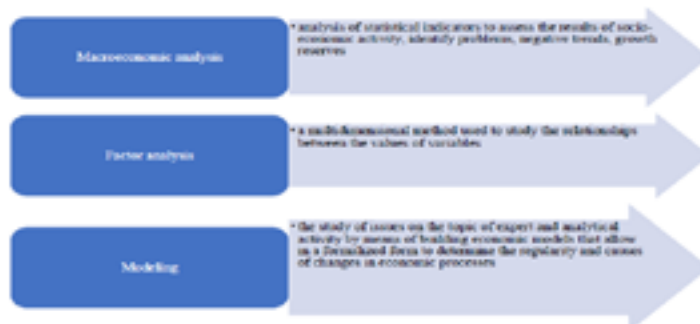 Macroeconomic analysis
• analysis of statistical indicators to assess the results of socio-
economic activity, identify problems, negative trends, growth
reserves
Factor analysis
• a multidimensional method used to study the relationships
between the values of variables
Modeling
• the study of issues on the topic of expert and analytical
activity by means of building economic models that allow
in a formalized form to determine the regularity and causes
of changes in economic processes